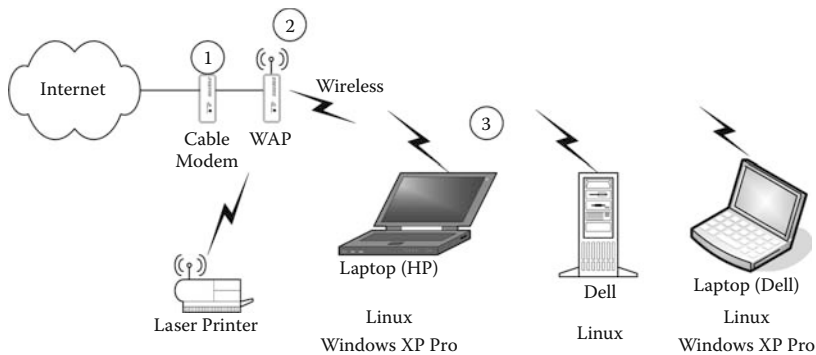 2
1
Internet
Wireless
3
Cable
Modem
WAP
Laptop (HP)
Laser Printer
Dell
Laptop (Dell)
Linux
Windows XP Pro
Linux
Linux
Windows XP Pro